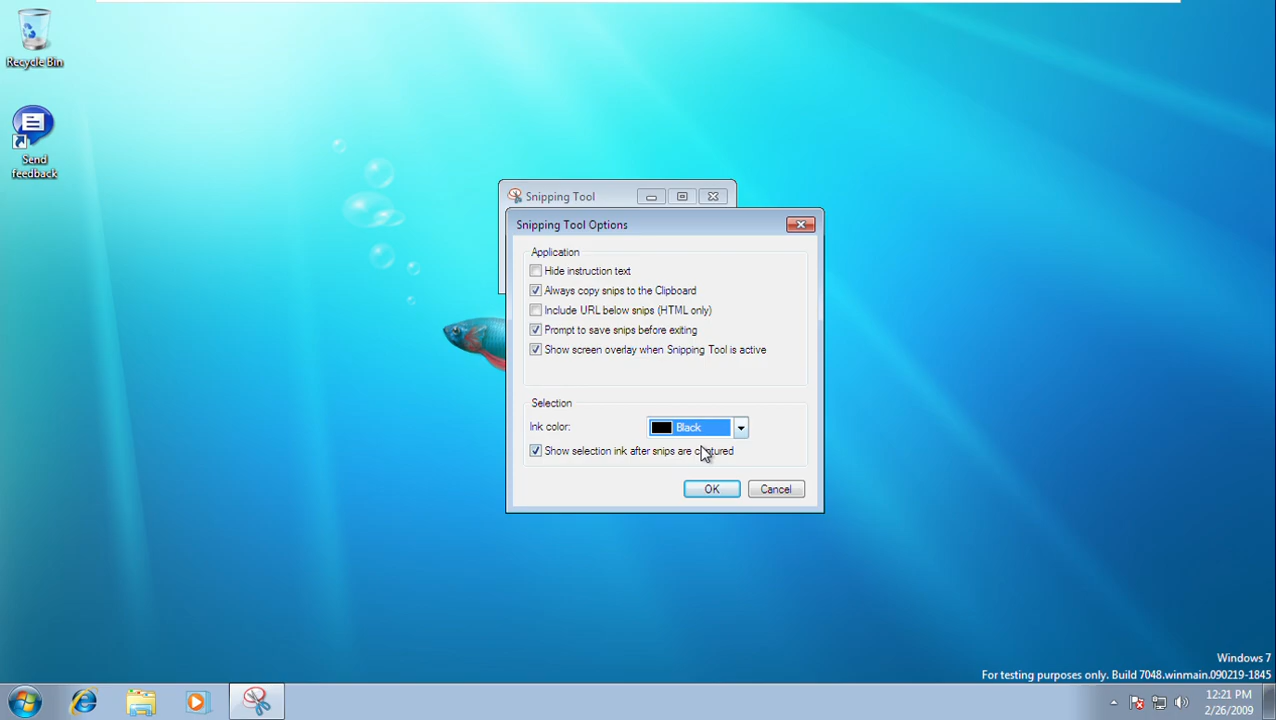 Recycle Bin
Send
feedback
Snipping Tool
Snipping Tool Options
Application
Hide instruction text
Always copy snips to the Clipboard
Include URL below snips (HTML only)
Prompt to save snips before exiting
Show screen overlay when Snipping Tool is active
Selection
Ink color:
Black
Show selection ink after snips are captured
OK
Cancel
Windows 7
For testing purposes only. Build 7048.winmain.090219-1845
12:21 PM
2/26/2009